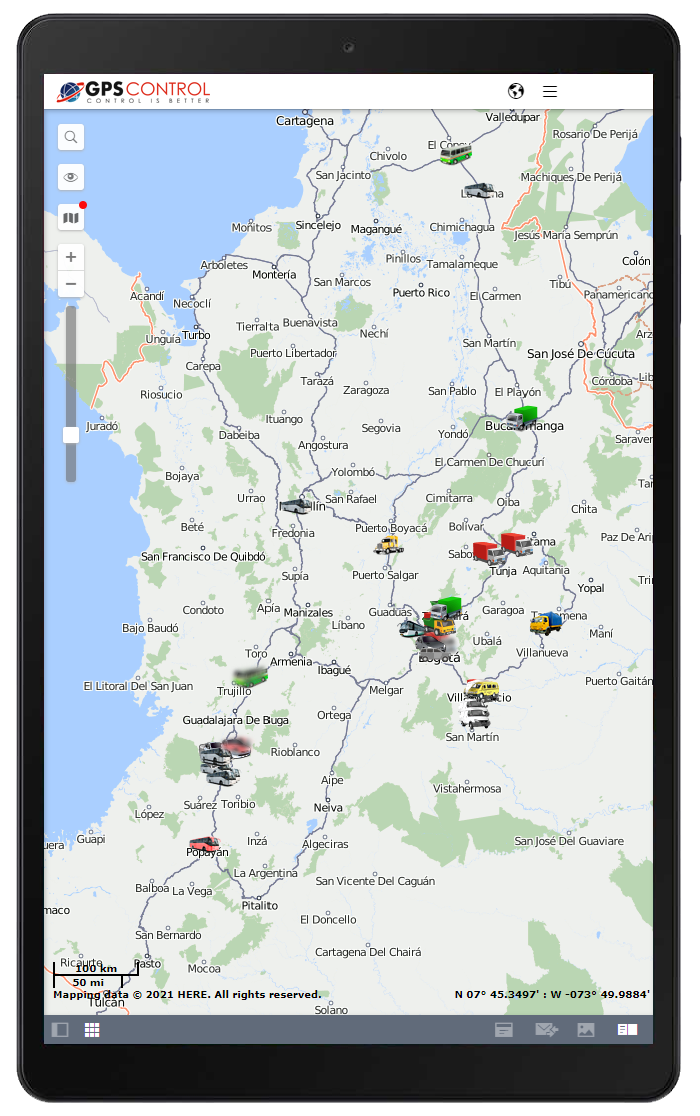 GPS CONTROL
CONTROL IS BETTER
Cartagena
Valledupar
Rosario De Perijá
El Copey
Chivolo
San Jacinto
Machiques De Perijá
Moñitos
Sincelejo
Magangué
Chimichagua
Jesús María Semprún
Arboletes
Montería
Pinillos
Tamalameque
Colón
San Marcos
Puerto Rico
El Carmen
Tibú
Panamericano
Acandí
Necoclí
Turbo
Unguía
Tierralta
Buenavista
Nechí
San Martín
Puerto Libertador
San José De Cucuta
Carepa
Riosucio
Tarazá
Zaragoza
San Pablo
El Playón
Córdoba
Lib
Juradó
Ituango
Segovia
Dabeiba
Angostura
Yondó
Saraven
El Carmen De Chucurí
Bojaya
Yolombó
Urrao
San Rafael
Cimitarra
Oiba
Chita
Beté
Fredonia
Puerto Boyacá
Bolívar
Paz De Ari
San Francisco De Quibdó
Supía
Puerto Salgar
Tunja
Aquitania
Yopal
Trin
Condoto
Apía
Manizales
Guaduas
Garagoa
Bajo Baudó
Líbano
Ubalá
Maní
Toro
Armenia
Ibagué
Bogotá
Villanueva
El Litoral Del San Juan
Trujillo
Melgar
Puerto Gaitán
Guadalajara De Buga
Ortega
San Martín
Rioblanco
Aipe
Vistahermosa
López
Suárez
Toribio
Neiva
Guapi
Inzá
Algeciras
San José Del Guaviare
Popayán
La Argentina
Balboa
La Vega
San Vicente Del Caguán
Pitalito
maco
El Doncello
San Bernardo
Cartagena Del Chairá
Ricaurte
Pasto
Mocoa
100 km
50 mi
Mapping data © 2021 HERE. All rights reserved.
N 07° 45.3497' : W -073° 49.9884'
Tulcán
Solano